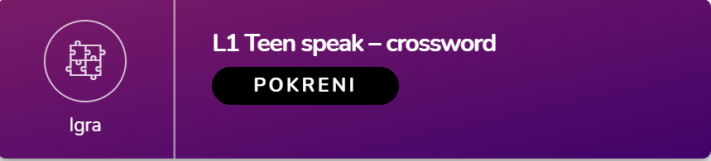 L1 Teen speak – crossword
POKRENI
Igra